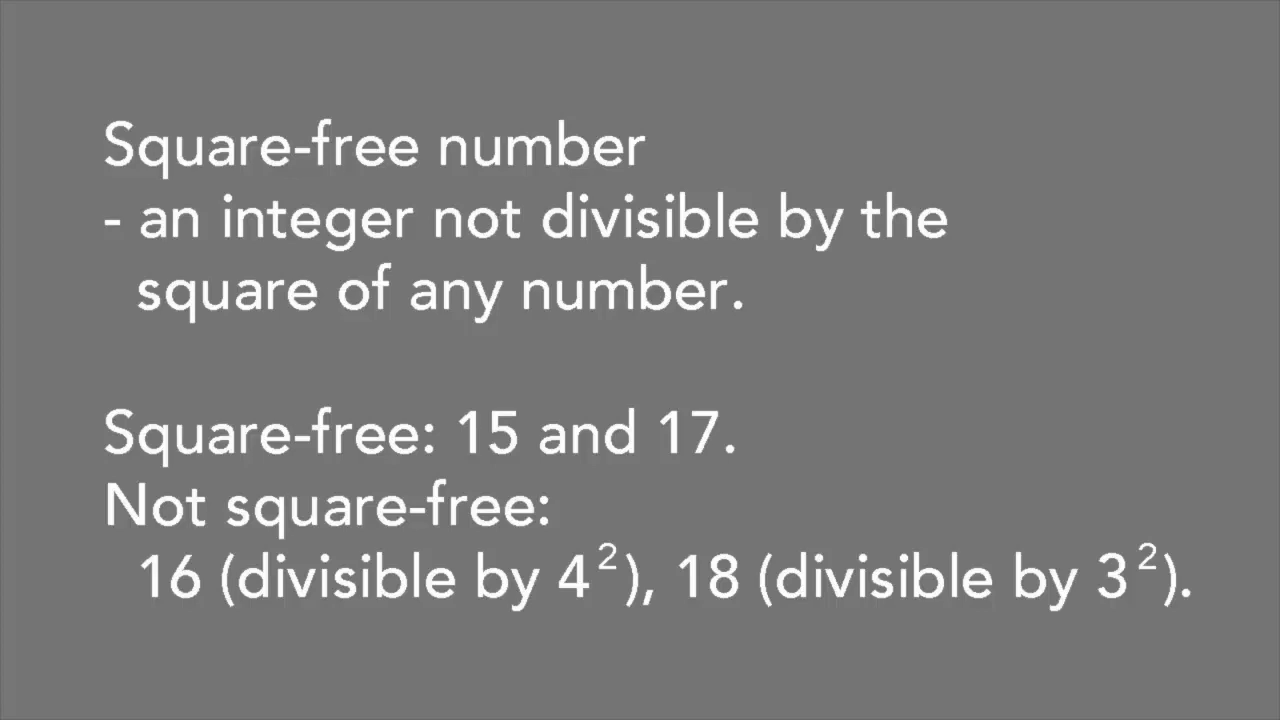 Square-free number
- an integer not divisible by the
square of any number.
Square-free: 15 and 17.
Not square-free:
16 (divisible by 4²), 18 (divisible by 3²).